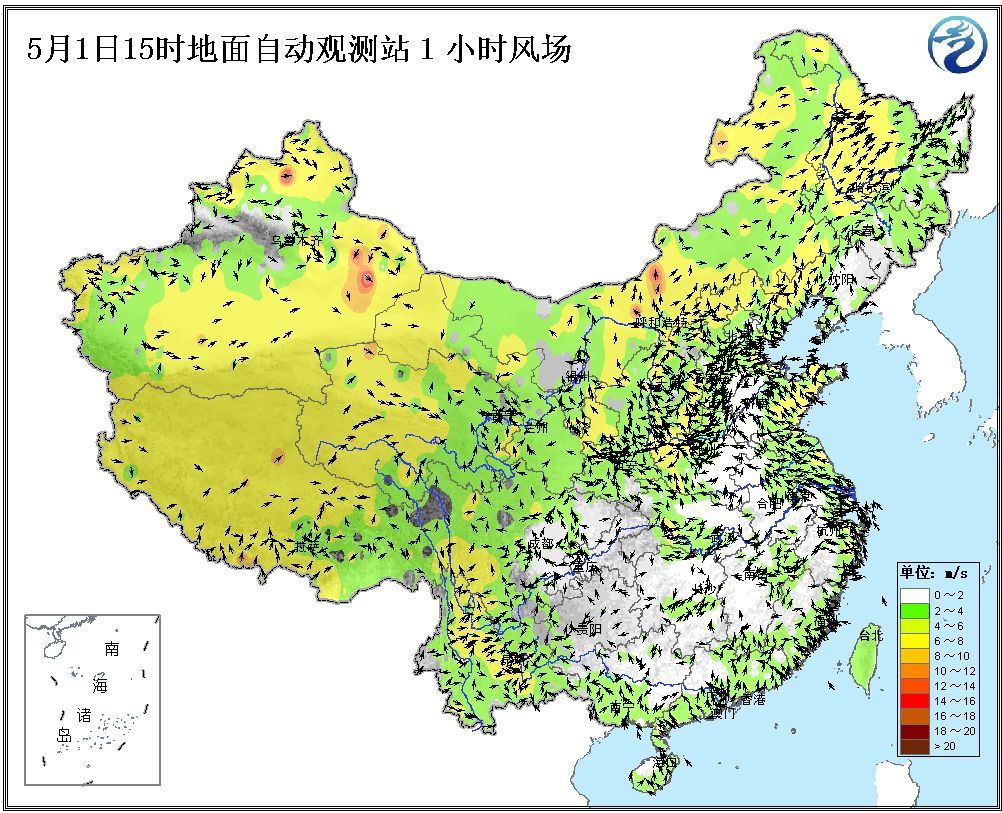 5月1日15时地面自动观测站1小时风场
哈尔滨
长春
乌鲁木齐
沈阳
呼和浩特
北京
银川
西宁
兰州
合肥
南京
拉萨
成都
杭州
重庆
南昌
长沙
贵阳
台北
昆明
南宁
香港
澳门
海口
单位: m/s
0～2
2～4
4～6
6～8
8～10
10～12
12～14
14～16
16～18
18～20
>20
南
海
诸
岛